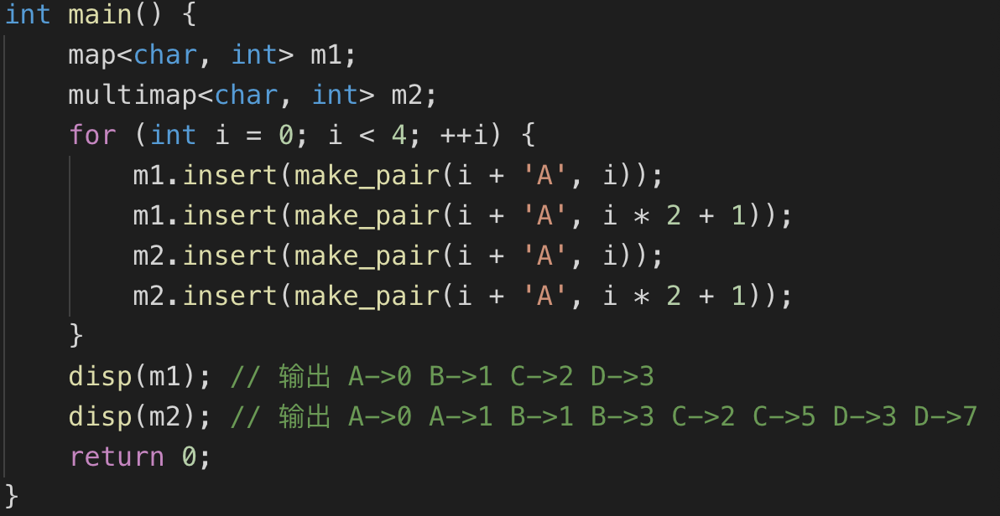 int main() {
    map<char, int> m1;
    multimap<char, int> m2;
    for (int i = 0; i < 4; ++i) {
        m1.insert(make_pair(i + 'A', i));
        m1.insert(make_pair(i + 'A', i * 2 + 1));
        m2.insert(make_pair(i + 'A', i));
        m2.insert(make_pair(i + 'A', i * 2 + 1));
    }
    disp(m1); // 输出 A->0 B->1 C->2 D->3
    disp(m2); // 输出 A->0 A->1 B->1 B->3 C->2 C->5 D->3 D->7
    return 0;
}